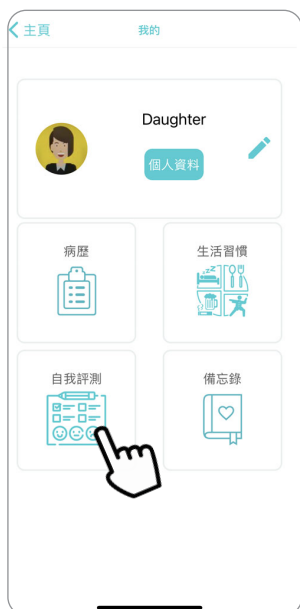 主頁
我的
Daughter
個人資料
病歷
生活習慣
自我評測
備忘錄